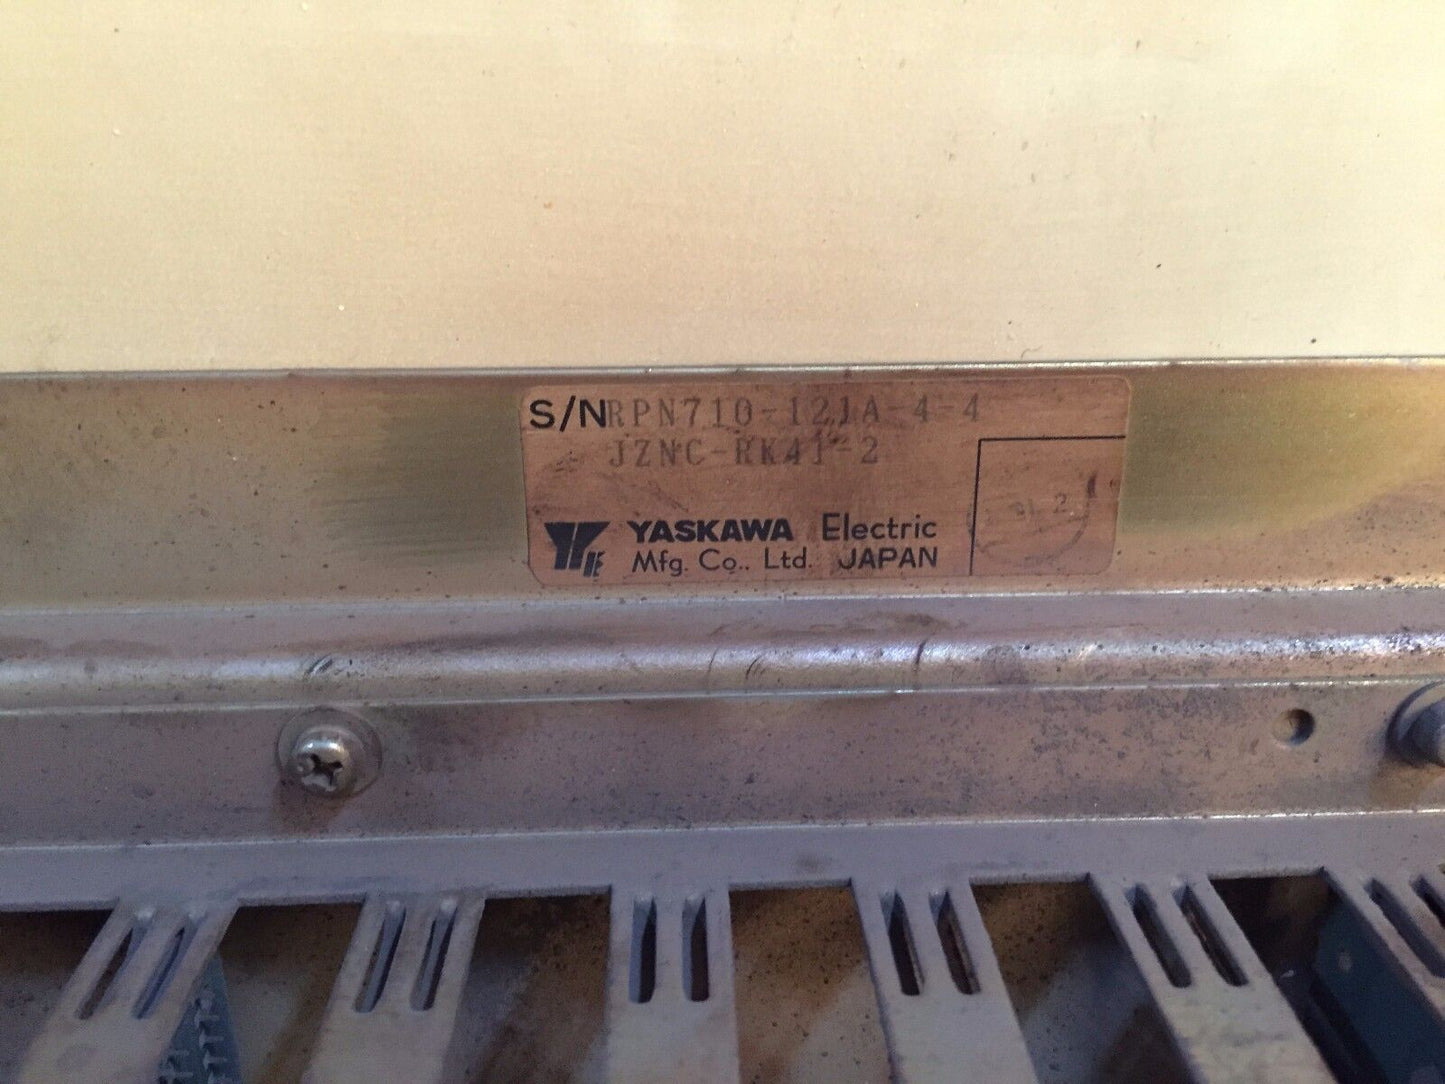 S/NRPN710-121A-4-4
JZNC-RK41-2
YASKAWA Electric
Mfg. Co., Ltd. JAPAN